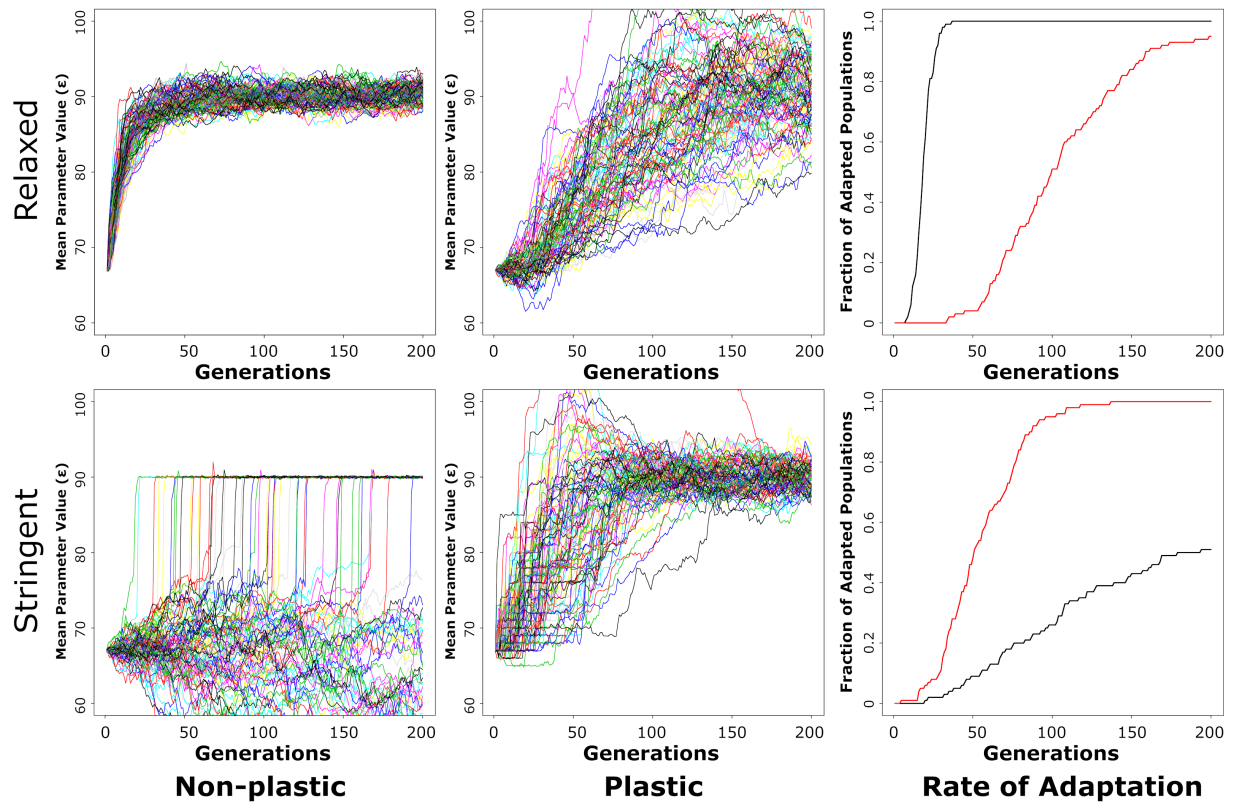 Relaxed
Mean Parameter Value (ε)
60 70 80 90 100
0 50 100 150 200
Generations
Mean Parameter Value (ε)
60 70 80 90 100
0 50 100 150 200
Generations
Fraction of Adapted Populations
0 0.2 0.4 0.6 0.8 1.0
0 50 100 150 200
Generations
Stringent
Mean Parameter Value (ε)
60 70 80 90 100
0 50 100 150 200
Generations
Mean Parameter Value (ε)
60 70 80 90 100
0 50 100 150 200
Generations
Fraction of Adapted Populations
0 0.2 0.4 0.6 0.8 1.0
0 50 100 150 200
Generations
Non-plastic
Plastic
Rate of Adaptation